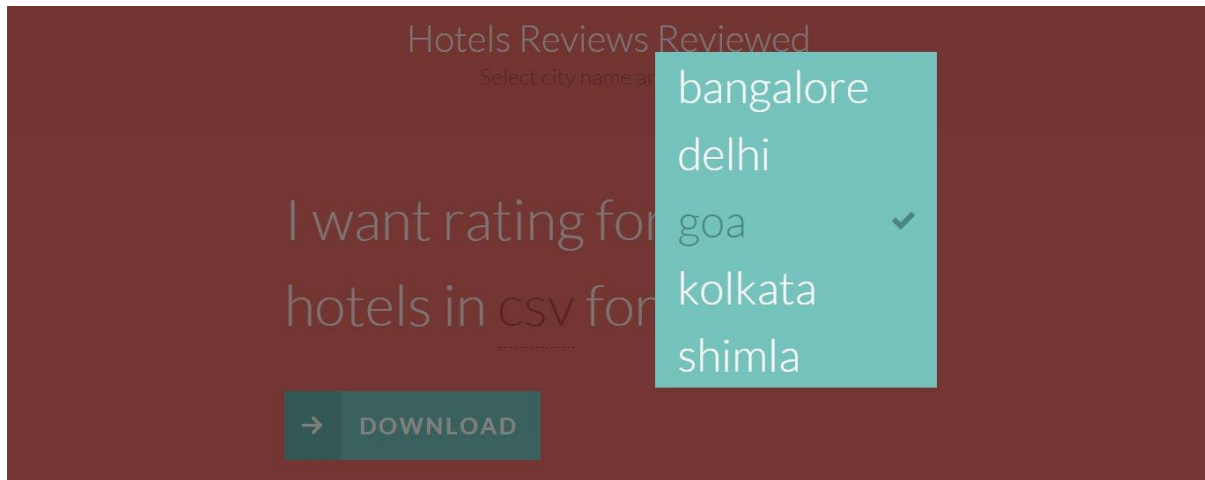 Hotels Reviews Reviewed
Select city name
bangalore
delhi
I want rating for
goa
hotels in csv for
kolkata
shimla
DOWNLOAD